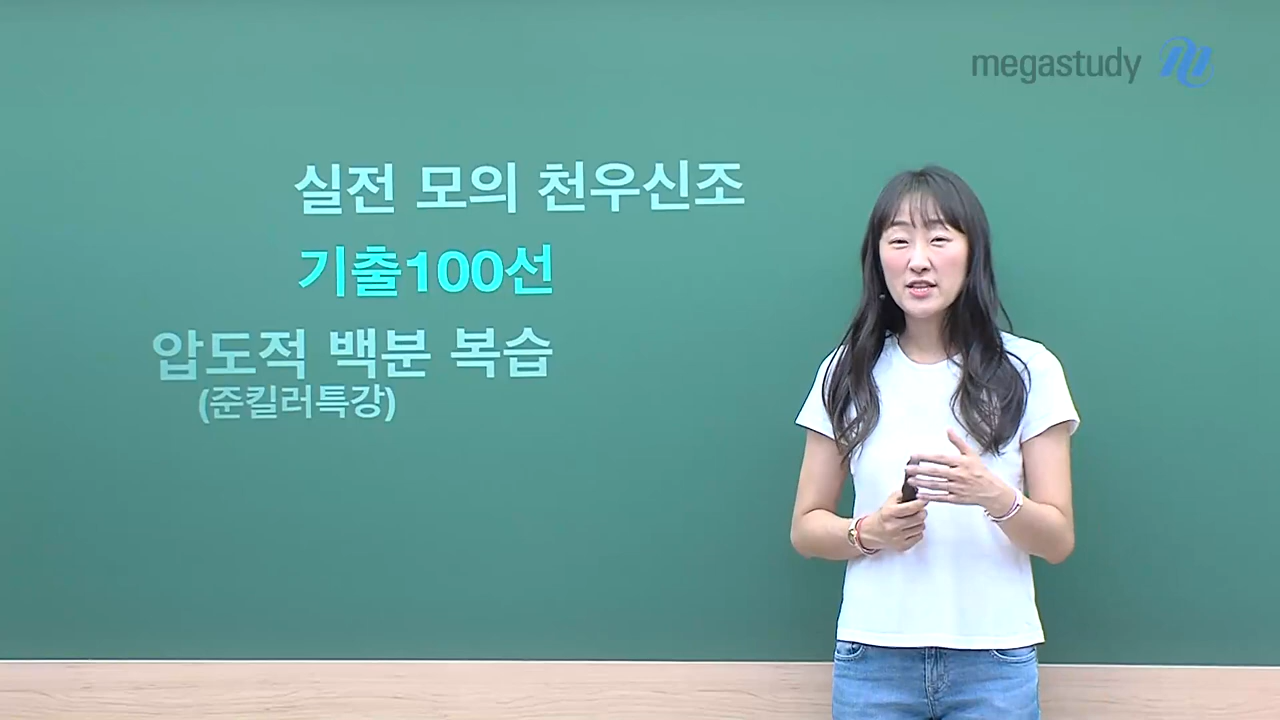 megastudy
실전 모의 천우신조
기출100선
압도적 백분 복습
(준킬러특강)